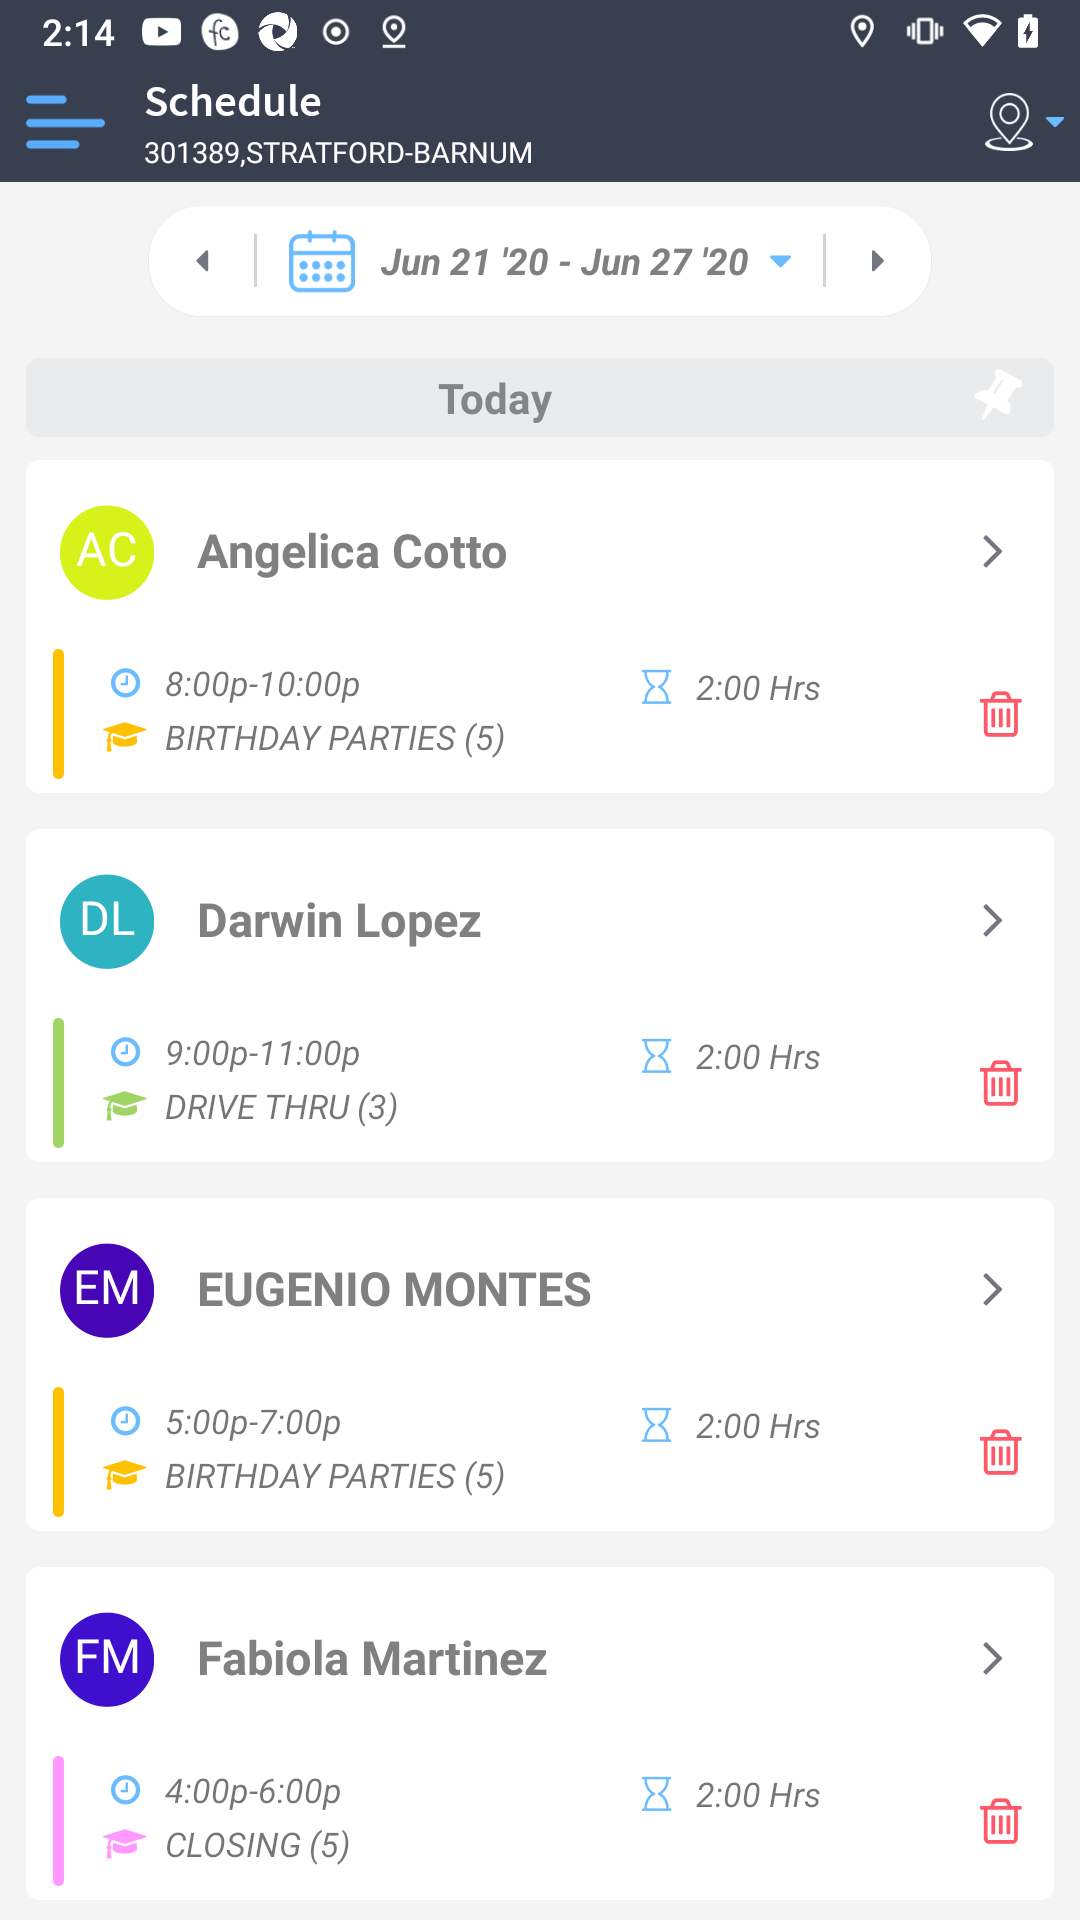 2:14
Schedule
301389,STRATFORD-BARNUM
Jun 21 '20 - Jun 27 '20
Today
AC
Angelica Cotto
8:00p-10:00p
2:00 Hrs
BIRTHDAY PARTIES (5)
DL
Darwin Lopez
9:00p-11:00p
2:00 Hrs
DRIVE THRU (3)
EM
EUGENIO MONTES
5:00p-7:00p
2:00 Hrs
BIRTHDAY PARTIES (5)
FM
Fabiola Martinez
4:00p-6:00p
2:00 Hrs
CLOSING (5)